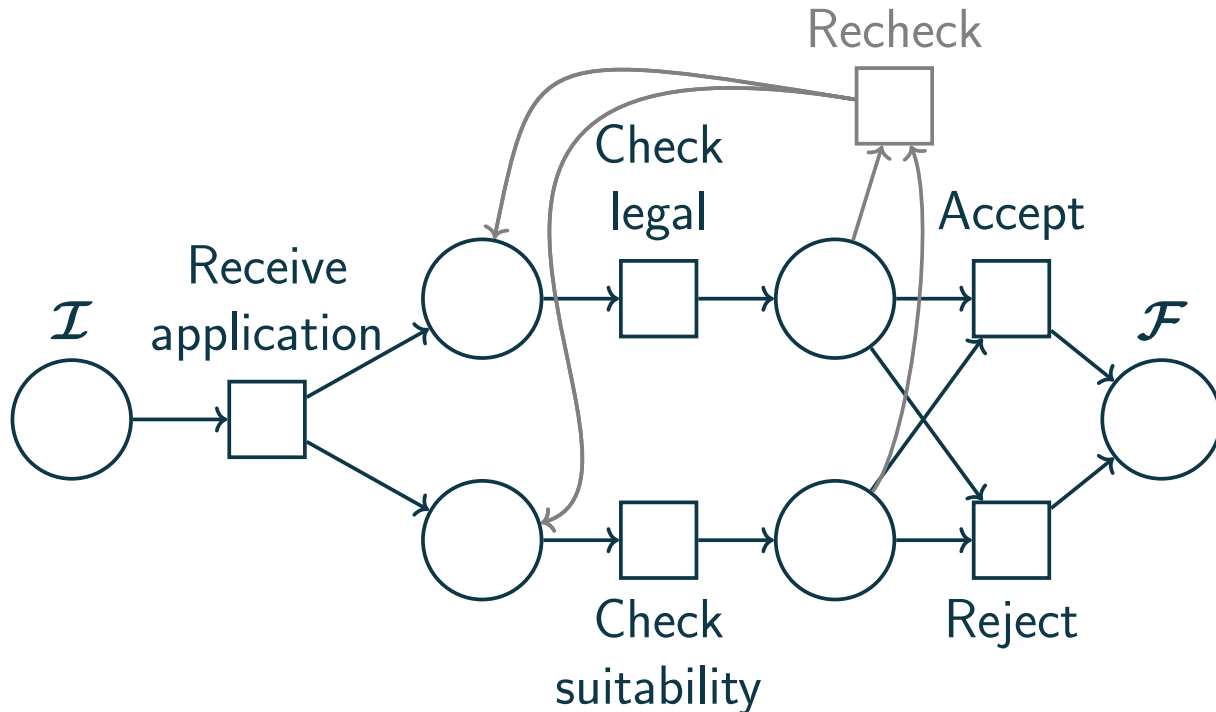 Recheck
Check
legal
Accept
Receive
application
I
F
Check
suitability
Reject